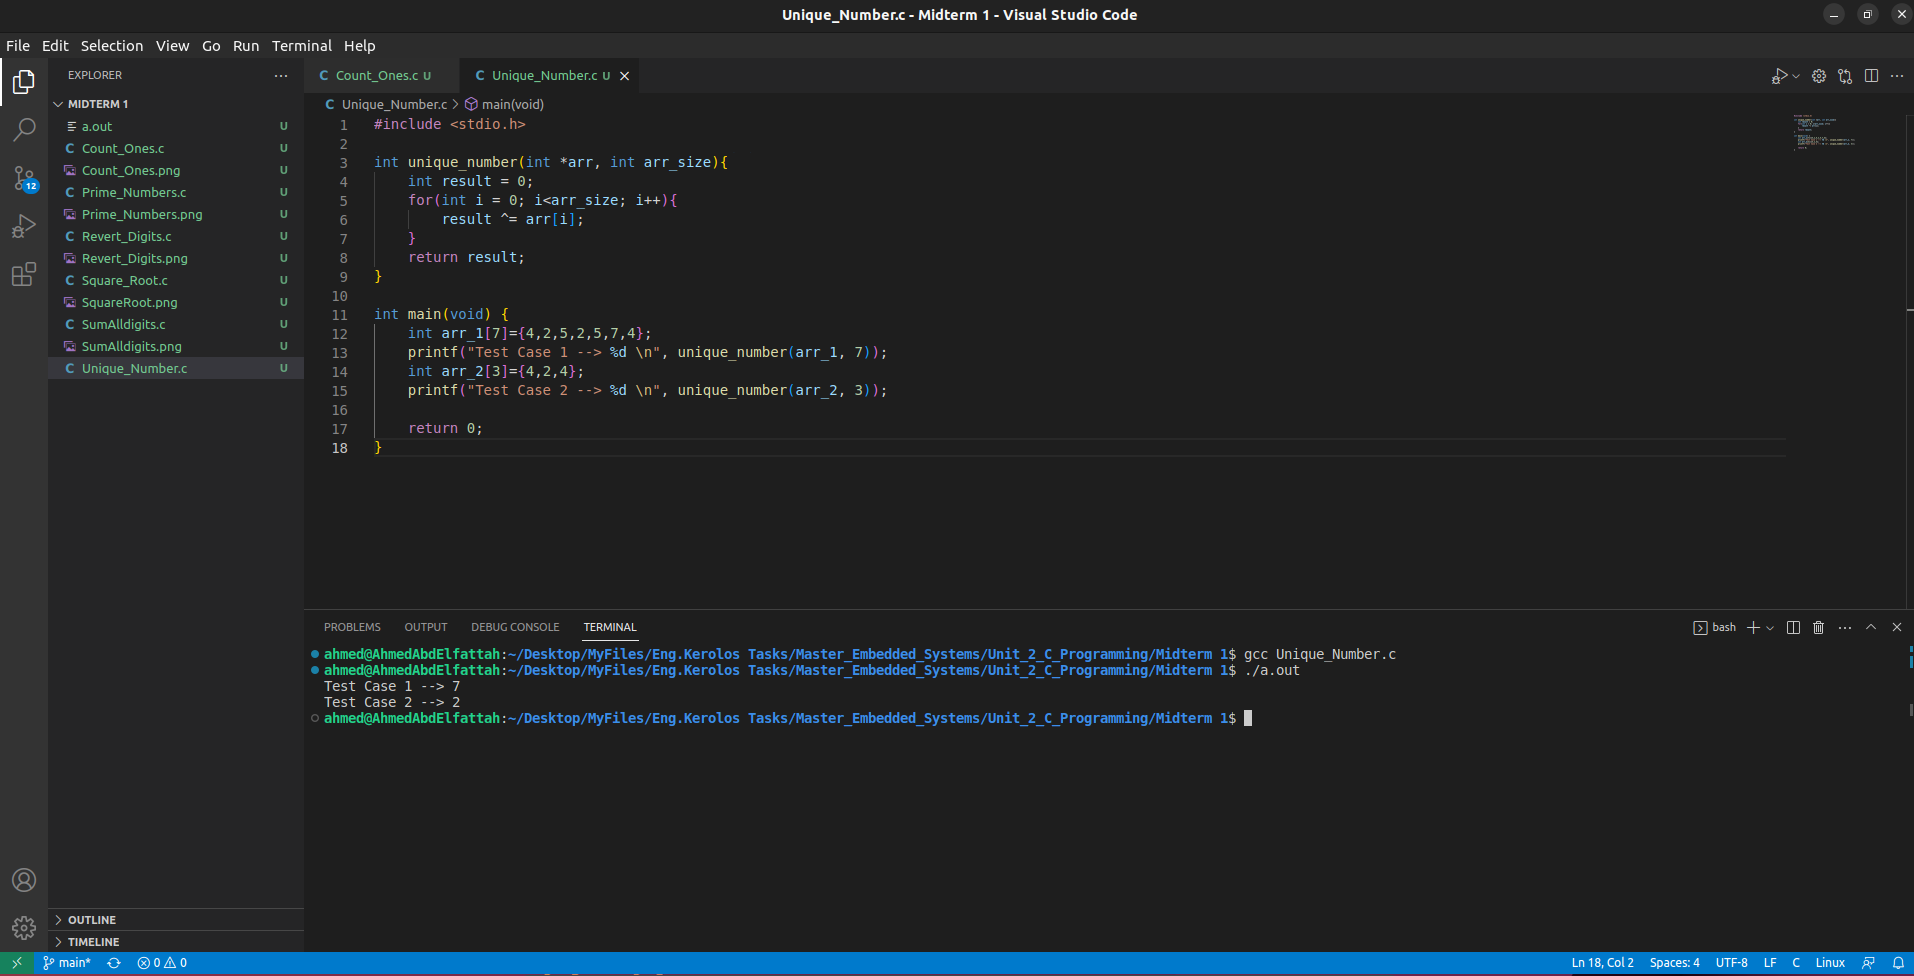 Unique_Number.c - Midterm 1 - Visual Studio Code
File Edit Selection View Go Run Terminal Help
EXPLORER
MIDTERM 1
a.out U
Count_Ones.c U
Count_Ones.png U
Prime_Numbers.c U
Prime_Numbers.png U
Revert_Digits.c U
Revert_Digits.png U
Square_Root.c U
SquareRoot.png U
SumAlldigits.c U
SumAlldigits.png U
Unique_Number.c U
OUTLINE
TIMELINE
12
C Count_Ones.c U
C Unique_Number.c U
C Unique_Number.c > main(void)
1 #include <stdio.h>
2
3 int unique_number(int *arr, int arr_size){
4     int result = 0;
5     for(int i = 0; i<arr_size; i++){
6         result ^= arr[i];
7     }
8     return result;
9 }
10
11 int main(void) {
12     int arr_1[7]={4,2,5,2,5,7,4};
13     printf("Test Case 1 --> %d \n", unique_number(arr_1, 7));
14     int arr_2[3]={4,2,4};
15     printf("Test Case 2 --> %d \n", unique_number(arr_2, 3));
16
17     return 0;
18 }
PROBLEMS OUTPUT DEBUG CONSOLE TERMINAL
bash
ahmed@AhmedAbdElfattah:~/Desktop/MyFiles/Eng.Kerolos Tasks/Master_Embedded_Systems/Unit_2_C_Programming/Midterm 1$ gcc Unique_Number.c
ahmed@AhmedAbdElfattah:~/Desktop/MyFiles/Eng.Kerolos Tasks/Master_Embedded_Systems/Unit_2_C_Programming/Midterm 1$ ./a.out
Test Case 1 --> 7
Test Case 2 --> 2
ahmed@AhmedAbdElfattah:~/Desktop/MyFiles/Eng.Kerolos Tasks/Master_Embedded_Systems/Unit_2_C_Programming/Midterm 1$
main* 0 0 Ln 18, Col 2 Spaces: 4 UTF-8 LF C Linux